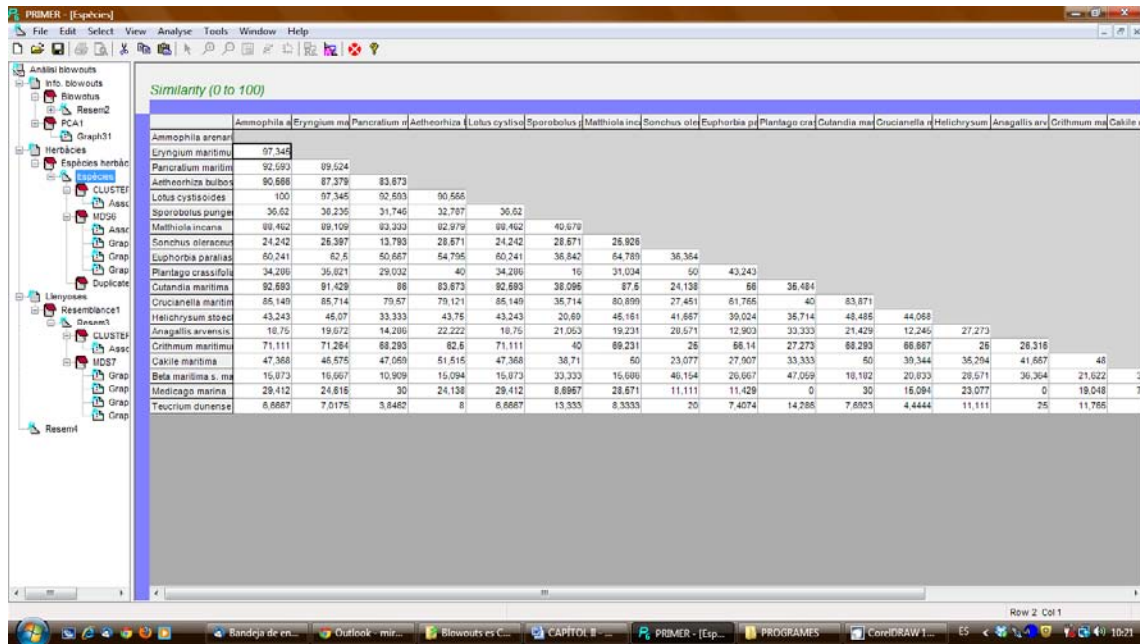 PRIMER - [Espècies]
File Edit Select View Analyse Tools Window Help
Anàlisi blowouts
Info. blowouts
Blowotus
Resem2
PCA1
Graph31
Herbàcies
Espècies herbàc
Espècies
CLUSTER
Assc
MDS6
Assc
Grap
Grap
Grap
Duplicate
Llenyoses
Resemblance1
Resem3
CLUSTER
Assc
MDS7
Grap
Grap
Grap
Grap
Resem4
Similarity (0 to 100)
Ammophila a Eryngium ma Pancratium m Aetheorhiza b Lotus cystiso Sporobolus p Matthiola inca Sonchus oler Euphorbia pa Plantago cras Cutandia mar Crucianella m Helichrysum Anagallis arv Crithmum ma Cakile
Ammophila arenari
Eryngium maritimu 97,345
Pancratium maritim 92,593 89,524
Aetheorhiza bulbos 90,566 87,379 83,673
Lotus cystisoides 100 97,345 92,593 90,566
Sporobolus punger 36,62 38,235 31,746 32,787 36,62
Matthiola incana 88,462 89,109 83,333 82,979 88,462 40,678
Sonchus oleraceus 24,242 25,397 13,793 28,571 24,242 28,571 25,926
Euphorbia paralias 60,241 62,5 50,667 54,795 60,241 36,842 64,789 36,364
Plantago crassifolia 34,286 35,821 29,032 40 34,286 16 31,034 50 43,243
Cutandia maritima 92,593 91,429 86 83,673 92,593 38,095 87,5 24,138 56 35,484
Crucianella maritim 85,149 85,714 79,57 79,121 85,149 35,714 80,899 27,451 61,765 40 83,871
Helichrysum stoecl 43,243 45,07 33,333 43,75 43,243 20,69 45,161 41,667 39,024 35,714 48,485 44,068
Anagallis arvensis 18,75 19,672 14,286 22,222 18,75 21,053 19,231 28,571 12,903 33,333 21,429 12,245 27,273
Crithmum maritimu 71,111 71,264 68,293 62,5 71,111 40 69,231 25 56,14 27,273 68,293 66,667 25 26,316
Cakile maritima 47,368 46,575 47,059 51,515 47,368 38,71 50 23,077 27,907 33,333 50 39,344 35,294 41,667 48
Beta maritima s. ma 15,873 16,667 10,909 15,094 15,873 33,333 15,686 46,154 26,667 47,059 18,182 20,833 28,571 36,364 21,622
Medicago marina 29,412 24,615 30 24,138 29,412 8,6957 28,571 11,111 11,429 0 30 15,094 23,077 0 19,048
Teucrium dunense 6,6667 7,0175 3,8462 8 6,6667 13,333 8,3333 20 7,4074 14,286 7,6923 4,4444 11,111 25 11,765
Row 2 Col 1
Bandeja de en... Outlook - mir... Blowouts es C... CAPÍTOL II - ... PRIMER - [Esp... PROGRAMES CorelDRAW 1... ES 10:21